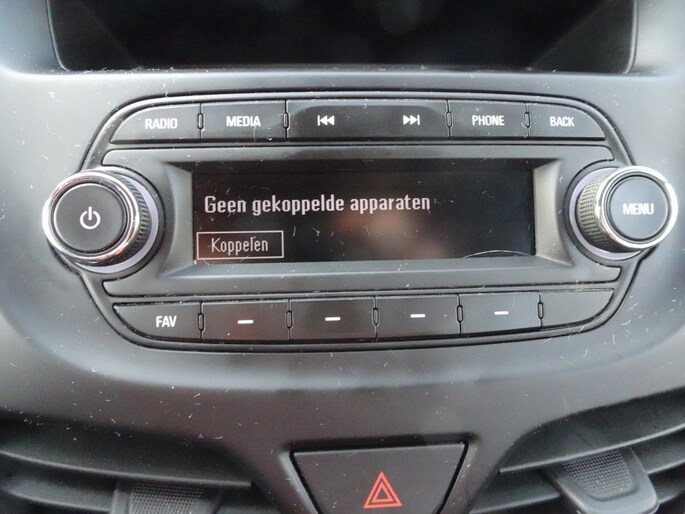 RADIO MEDIA PHONE BACK
Geen gekoppelde apparaten
MENU
Koppelen
FAV